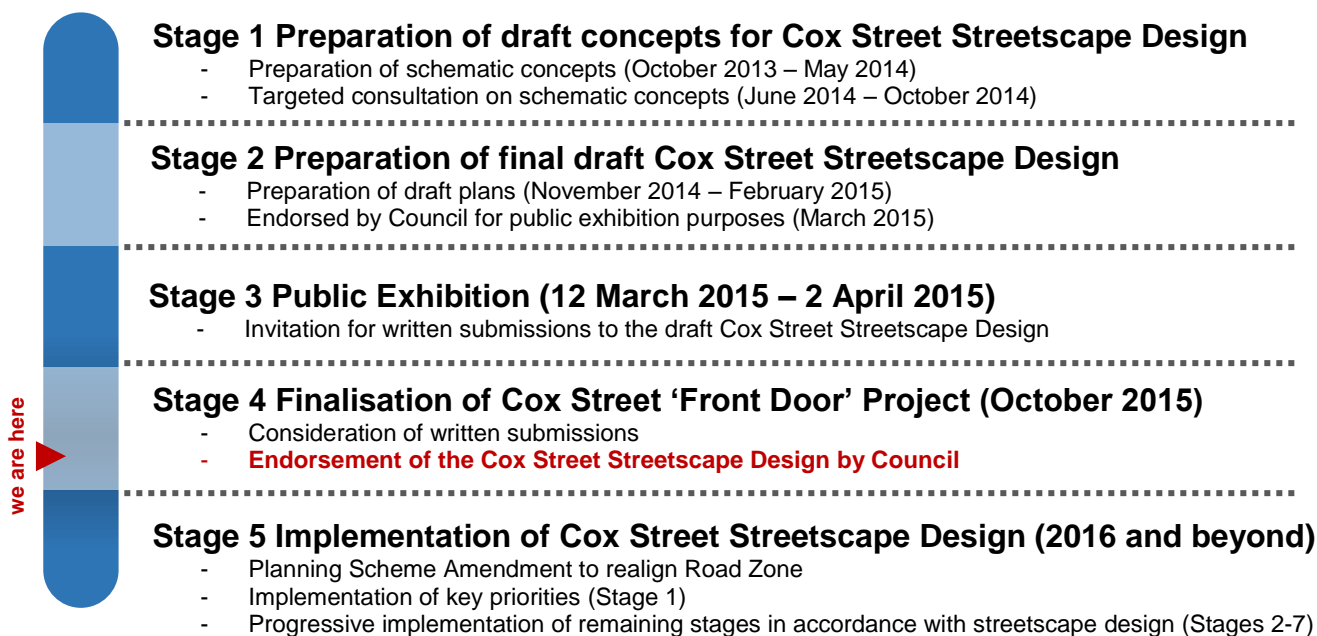 Stage 1 Preparation of draft concepts for Cox Street Streetscape Design
- Preparation of schematic concepts (October 2013 – May 2014)
- Targeted consultation on schematic concepts (June 2014 – October 2014)
Stage 2 Preparation of final draft Cox Street Streetscape Design
- Preparation of draft plans (November 2014 – February 2015)
- Endorsed by Council for public exhibition purposes (March 2015)
Stage 3 Public Exhibition (12 March 2015 – 2 April 2015)
- Invitation for written submissions to the draft Cox Street Streetscape Design
Stage 4 Finalisation of Cox Street ‘Front Door’ Project (October 2015)
- Consideration of written submissions
- Endorsement of the Cox Street Streetscape Design by Council
we are here
Stage 5 Implementation of Cox Street Streetscape Design (2016 and beyond)
- Planning Scheme Amendment to realign Road Zone
- Implementation of key priorities (Stage 1)
- Progressive implementation of remaining stages in accordance with streetscape design (Stages 2-7)